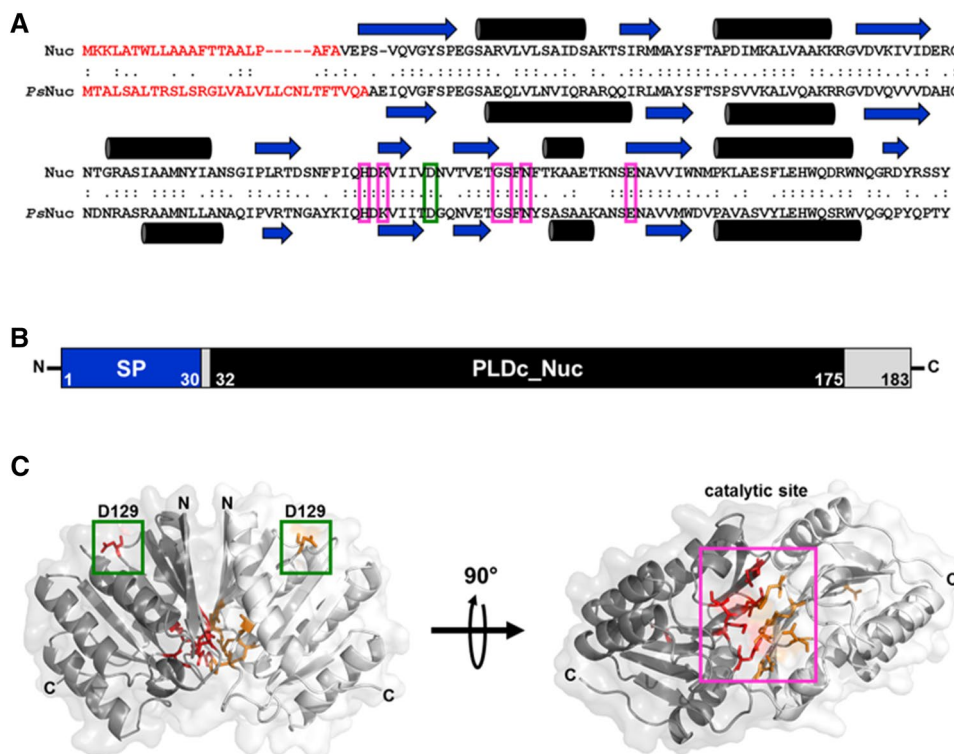 A
Nuc MKKLATWLLAAAFTTAALP-----AFAVEPS-VQVGYSPEGSARVLVLSAIDSAKTSIRMMAYSFTAPDIMKALVAAKKRGVDVKIVIDERG
PsNuc MTALSALTRSLSRGLVALVLLCNLTFTVQAAEIQVGFSPEGSAEQLVLNVIQRARQQIRLMAYSFTSPSVVKALVQAKKRGVDVQVVVDAHG
Nuc NTGRASIAAMNYIANSGIPLRTDSNFPIQHDKVIIVDNVTVETGSFNFTKAAETKNSENAVVIWNMPKLAESFLEHWQDRWNQGRDYRSSY
PsNuc NDNRASRAAMNLLANAQIPVRTNGAYKIQHDKVIITDGQNVETGSFNYSASAAKANSENAVVMWDVPAVASVYLEHWQSRWVQGQPYQPTY
B
N SP PLDc_Nuc C
1 30 32 175 183
C
D129 N N D129
catalytic site
90°
C C
C C